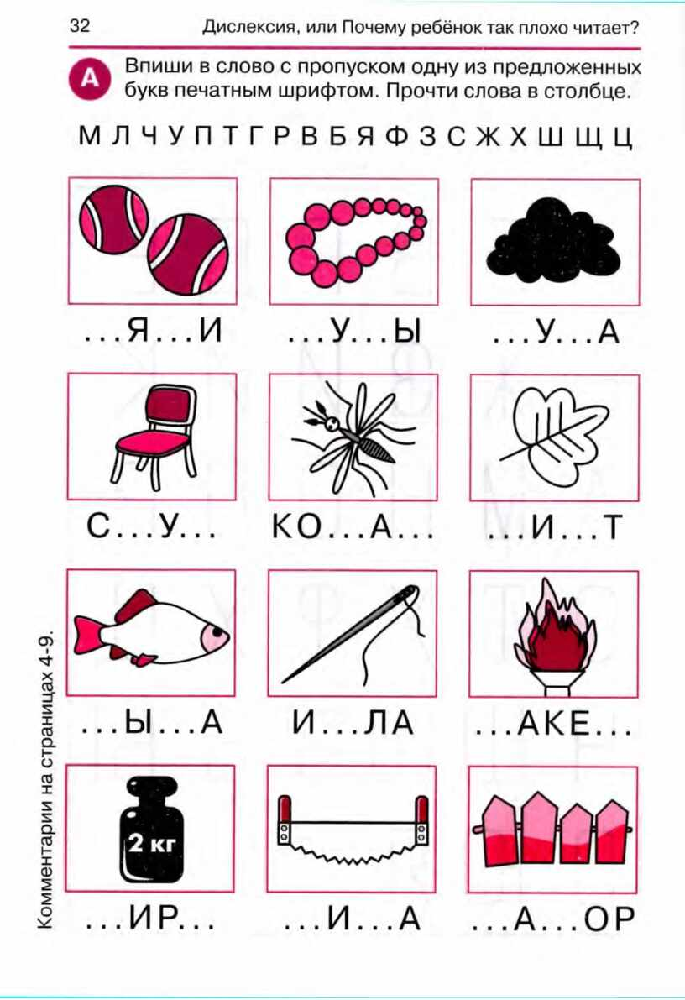 32 Дислексия, или Почему ребёнок так плохо читает?
А
Впиши в слово с пропуском одну из предложенных
букв печатным шрифтом. Прочти слова в столбце.
М Л Ч У П Т Г Р В Б Я Ф З С Ж Х Ш Щ Ц
...Я...И ...У...Ы ...У...А
С...У... КО...А... ...И...Т
...Ы...А И...ЛА ...АКЕ...
2 кг
...ИР... ...И...А ...А...ОР
Комментарии на страницах 4-9.